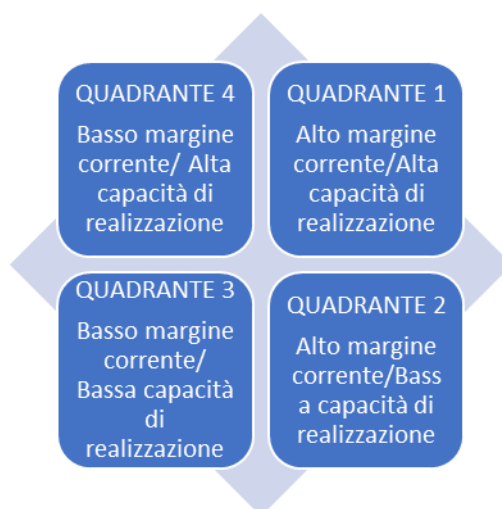 QUADRANTE 4
Basso margine
corrente/ Alta
capacità di
realizzazione
QUADRANTE 1
Alto margine
corrente/Alta
capacità di
realizzazione
QUADRANTE 3
Basso margine
corrente/
Bassa capacità
di
realizzazione
QUADRANTE 2
Alto margine
corrente/Bass
a capacità di
realizzazione